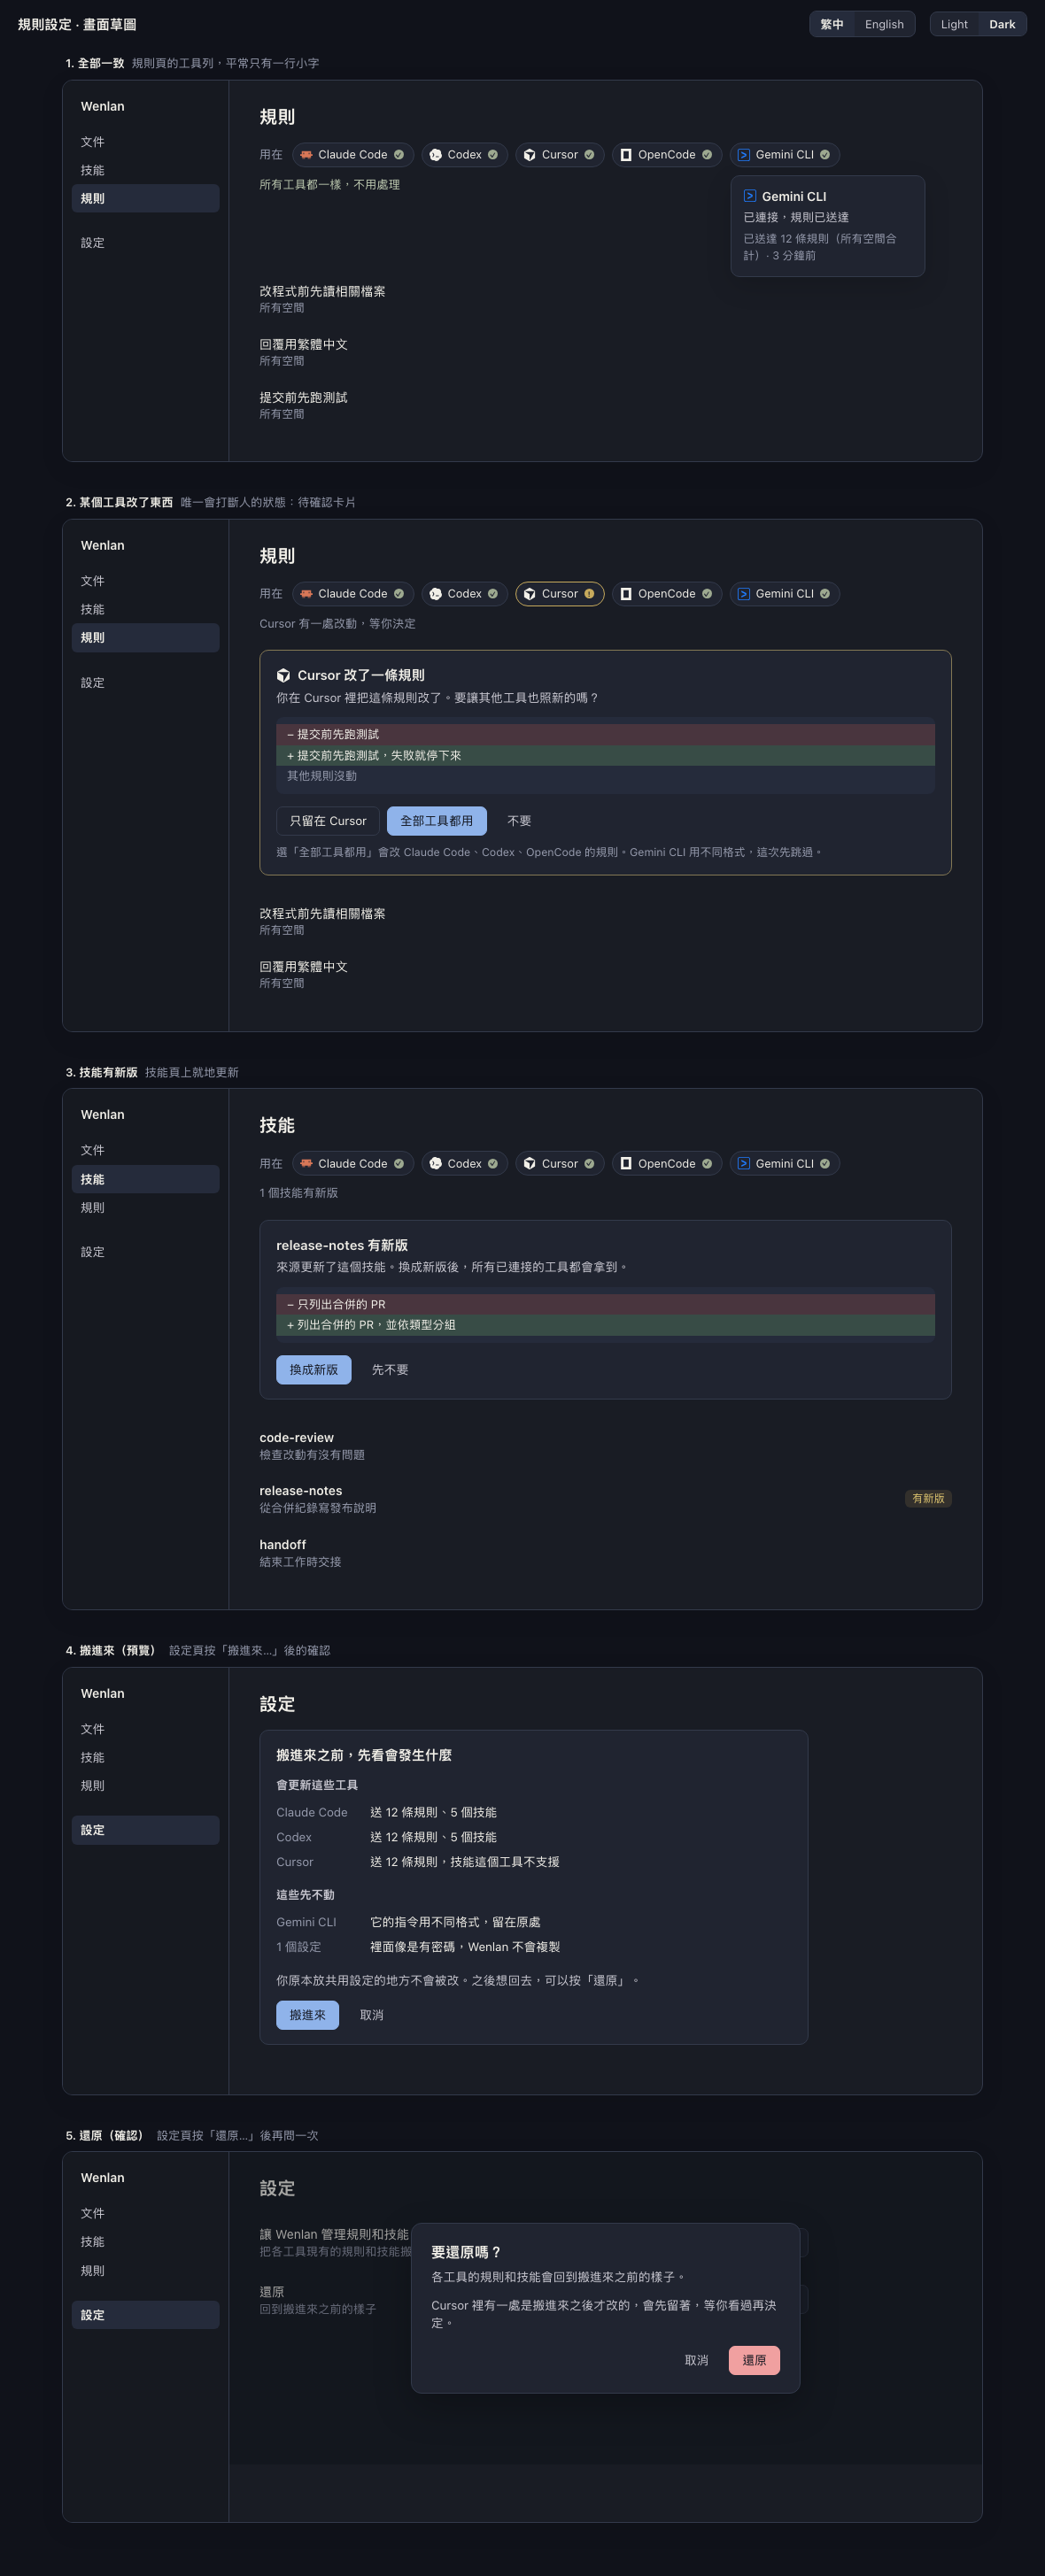 規則設定 · 畫面草圖
繁中 English Light Dark
1. 全部一致 規則頁的工具列，平常只有一行小字
Wenlan
文件
技能
規則
設定
規則
用在 Claude Code Codex Cursor OpenCode Gemini CLI
所有工具都一樣，不用處理
Gemini CLI
已連接，規則已送達
已送達 12 條規則（所有空間合
計）· 3 分鐘前
改程式前先讀相關檔案
所有空間
回覆用繁體中文
所有空間
提交前先跑測試
所有空間
2. 某個工具改了東西 唯一會打斷人的狀態：待確認卡片
Wenlan
文件
技能
規則
設定
規則
用在 Claude Code Codex Cursor OpenCode Gemini CLI
Cursor 有一處改動，等你決定
Cursor 改了一條規則
你在 Cursor 裡把這條規則改了。要讓其他工具也照新的嗎？
− 提交前先跑測試
+ 提交前先跑測試，失敗就停下來
其他規則沒動
只留在 Cursor 全部工具都用 不要
選「全部工具都用」會改 Claude Code、Codex、OpenCode 的規則。Gemini CLI 用不同格式，這次先跳過。
改程式前先讀相關檔案
所有空間
回覆用繁體中文
所有空間
3. 技能有新版 技能頁上就地更新
Wenlan
文件
技能
規則
設定
技能
用在 Claude Code Codex Cursor OpenCode Gemini CLI
1 個技能有新版
release-notes 有新版
來源更新了這個技能。換成新版後，所有已連接的工具都會拿到。
− 只列出合併的 PR
+ 列出合併的 PR，並依類型分組
換成新版 先不要
code-review
檢查改動有沒有問題
release-notes
從合併紀錄寫發布說明
有新版
handoff
結束工作時交接
4. 搬進來（預覽） 設定頁按「搬進來…」後的確認
Wenlan
文件
技能
規則
設定
設定
搬進來之前，先看會發生什麼
會更新這些工具
Claude Code 送 12 條規則、5 個技能
Codex 送 12 條規則、5 個技能
Cursor 送 12 條規則，技能這個工具不支援
這些先不動
Gemini CLI 它的指令用不同格式，留在原處
1 個設定 裡面像是有密碼，Wenlan 不會複製
你原本放共用設定的地方不會被改。之後想回去，可以按「還原」。
搬進來 取消
5. 還原（確認） 設定頁按「還原…」後再問一次
Wenlan
文件
技能
規則
設定
設定
讓 Wenlan 管理規則和技能
把各工具現有的規則和技能搬
還原
回到搬進來之前的樣子
要還原嗎？
各工具的規則和技能會回到搬進來之前的樣子。
Cursor 裡有一處是搬進來之後才改的，會先留著，等你看過再決
定。
取消 還原